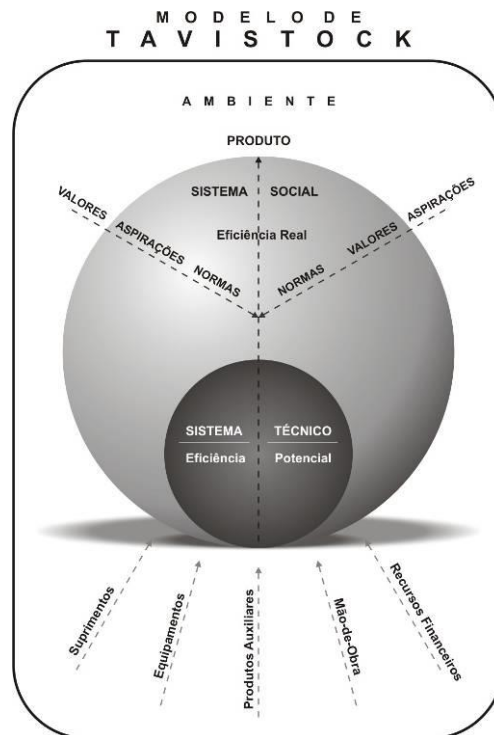 MODELO DE
TAVISTOCK
AMBIENTE
PRODUTO
SISTEMA SOCIAL
Eficiência Real
VALORES ASPIRAÇÕES NORMAS
NORMAS VALORES ASPIRAÇÕES
SISTEMA TÉCNICO
Eficiência Potencial
Suprimentos
Equipamentos
Produtos Auxiliares
Mão-de-Obra
Recursos Financeiros